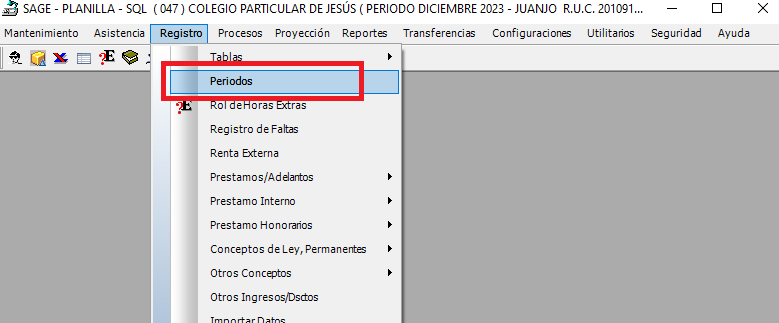 SAGE - PLANILLA - SQL ( 047 ) COLEGIO PARTICULAR DE JESÚS ( PERIODO DICIEMBRE 2023 - JUANJO R.U.C. 201091...
Mantenimiento Asistencia Registro Procesos Proyección Reportes Transferencias Configuraciones Utilitarios Seguridad Ayuda
Tablas
Periodos
Rol de Horas Extras
Registro de Faltas
Renta Externa
Prestamos/Adelantos
Prestamo Interno
Prestamo Honorarios
Conceptos de Ley, Permanentes
Otros Conceptos
Otros Ingresos/Dsctos
Importar Datos